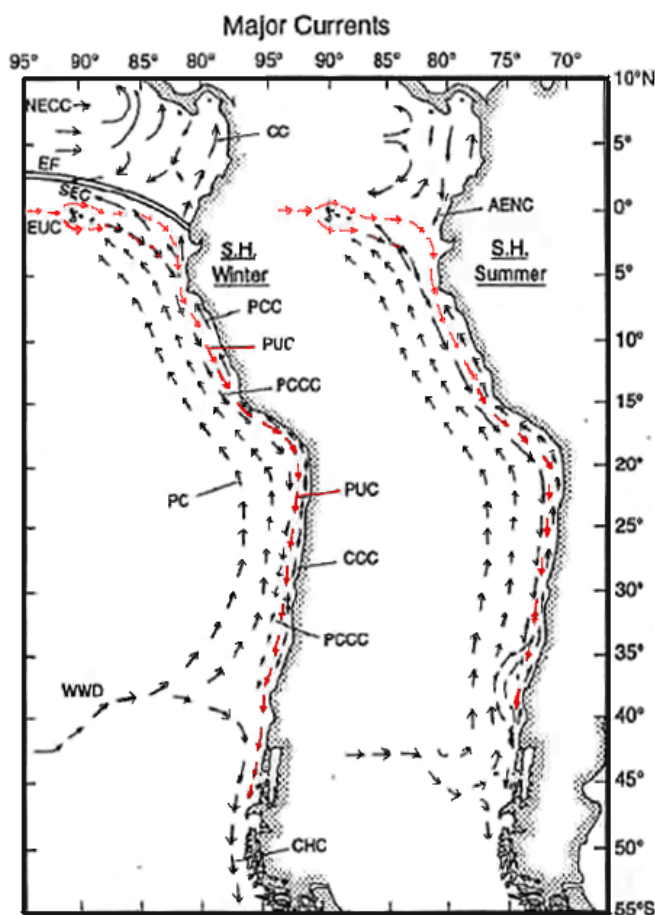 Major Currents
95° 90° 85° 80° 95° 90° 85° 80° 75° 70°
10°N
NECC
CC
5°
EF
SEC
AENC
0°
EUC
S.H. Winter
S.H. Summer
5°
PCC
PUC
10°
PCCC
15°
PC
PUC
20°
25°
CCC
30°
PCCC
35°
WWD
40°
45°
CHC
50°
55°S